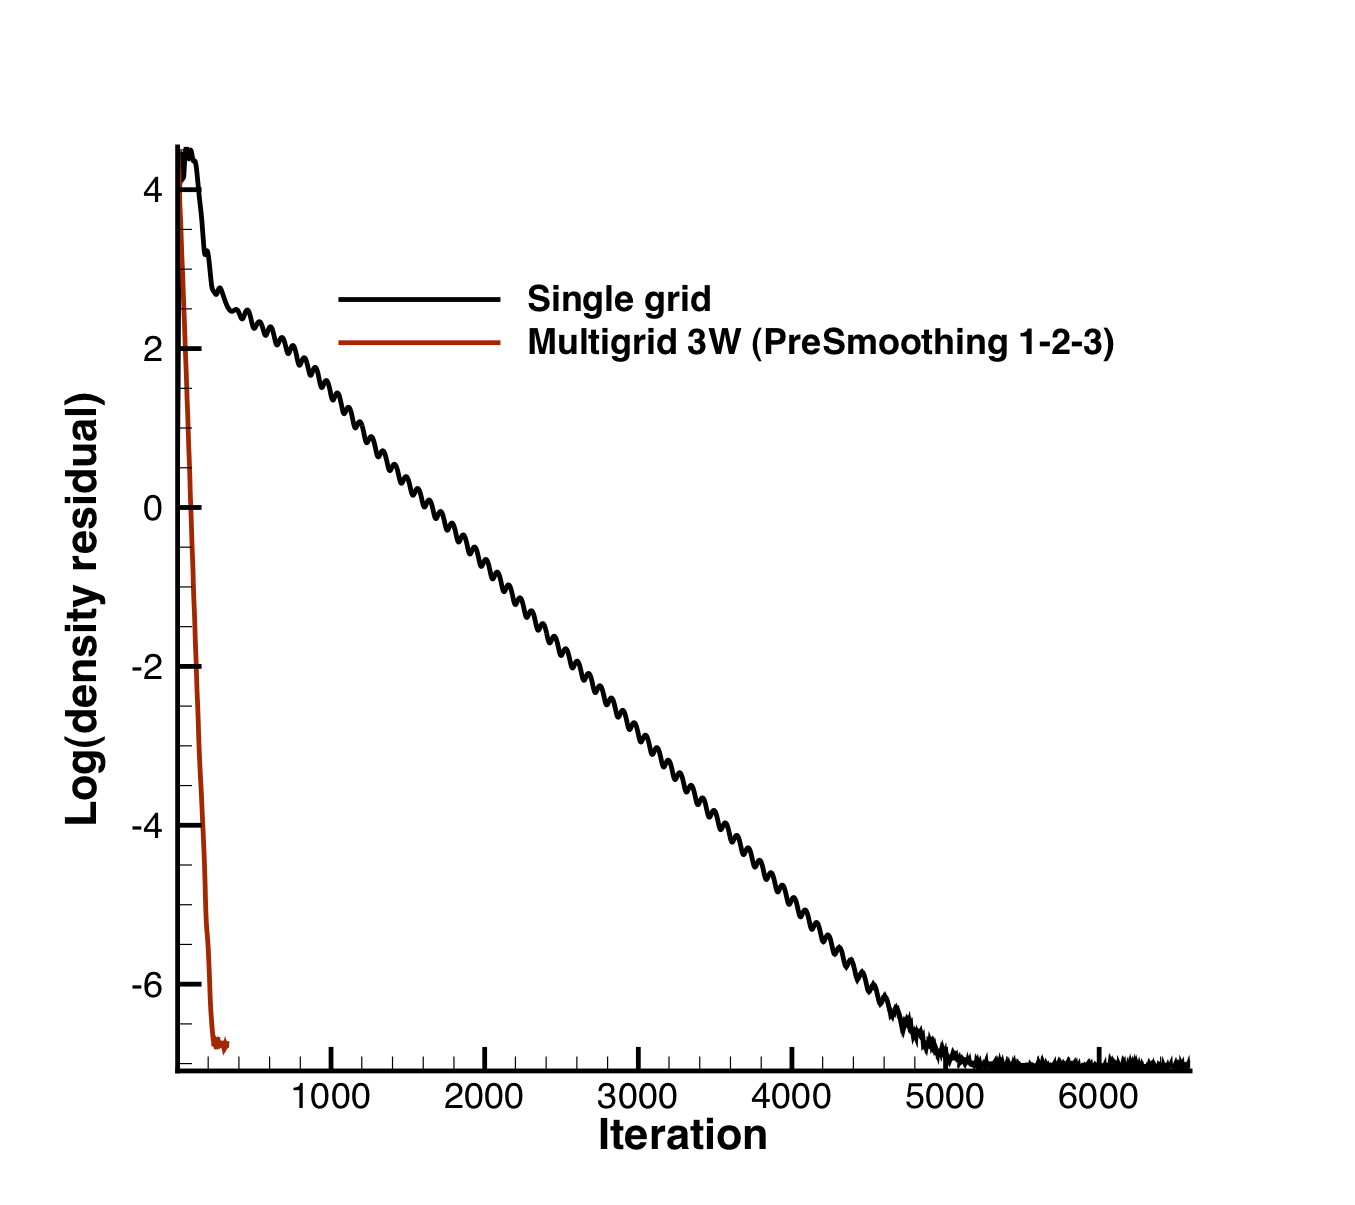 4
Single grid
Multigrid 3W (PreSmoothing 1-2-3)
2
0
-2
-4
-6
Log(density residual)
1000 2000 3000 4000 5000 6000
Iteration